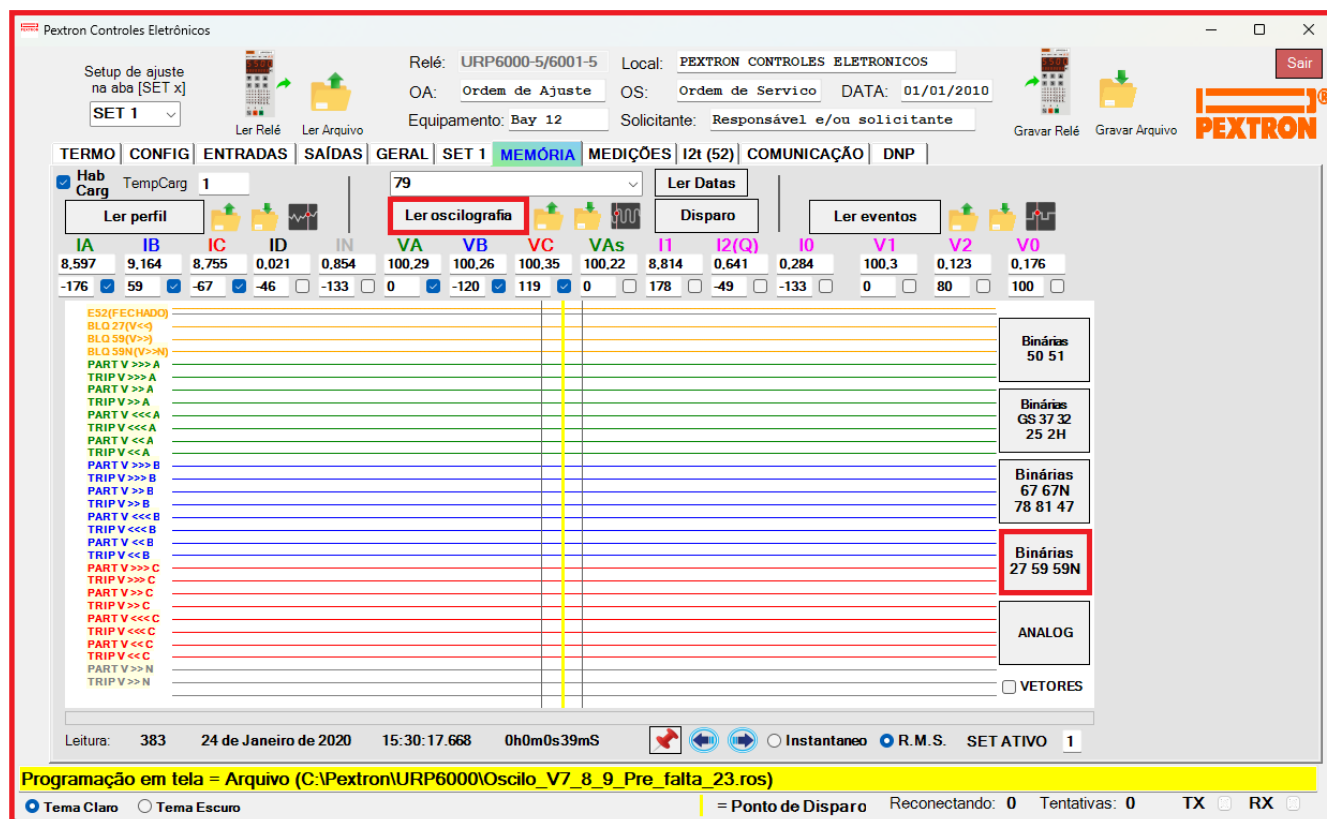 Pextron Controles Eletrônicos
Setup de ajuste
na aba [SET x]
SET 1
Ler Relé
Ler Arquivo
Relé: URP6000-5/6001-5 Local: PEXTRON CONTROLES ELETRONICOS
OA: Ordem de Ajuste OS: Ordem de Servico DATA: 01/01/2010
Equipamento: Bay 12 Solicitante: Responsável e/ou solicitante
Gravar Relé
Gravar Arquivo
Sair
PEXTRON
TERMO CONFIG ENTRADAS SAÍDAS GERAL SET 1 MEMÓRIA MEDIÇÕES I2t (52) COMUNICAÇÃO DNP
Hab
Carg TempCarg 1 79 Ler Datas
Ler perfil Ler oscilografia Disparo Ler eventos
IA IB IC ID IN VA VB VC VAs I1 I2(Q) I0 V1 V2 V0
8,597 9,164 8,755 0,021 0,854 100,29 100,26 100,35 100,22 8,814 0,641 0,284 100,3 0,123 0,176
-176 59 -67 -46 -133 0 -120 119 0 178 -49 -133 0 80 100
E52(FECHADO)
BLQ 27(V<<)
BLQ 59(V>>)
BLQ 59N(V>>N)
PART V >>> A
TRIP V >>> A
PART V >> A
TRIP V >> A
PART V <<< A
TRIP V <<< A
PART V << A
TRIP V << A
PART V >>> B
TRIP V >>> B
PART V >> B
TRIP V >> B
PART V <<< B
TRIP V <<< B
PART V << B
TRIP V << B
PART V >>> C
TRIP V >>> C
PART V >> C
TRIP V >> C
PART V <<< C
TRIP V <<< C
PART V << C
TRIP V << C
PART V >> N
TRIP V >> N
Binárias
50 51
Binárias
GS 37 32
25 2H
Binárias
67 67N
78 81 47
Binárias
27 59 59N
ANALOG
VETORES
Leitura: 383 24 de Janeiro de 2020 15:30:17.668 0h0m0s39mS Instantaneo R.M.S. SET ATIVO 1
Programação em tela = Arquivo (C:\Pextron\URP6000\Oscilo_V7_8_9_Pre_falta_23.ros)
Tema Claro Tema Escuro = Ponto de Disparo Reconectando: 0 Tentativas: 0 TX RX